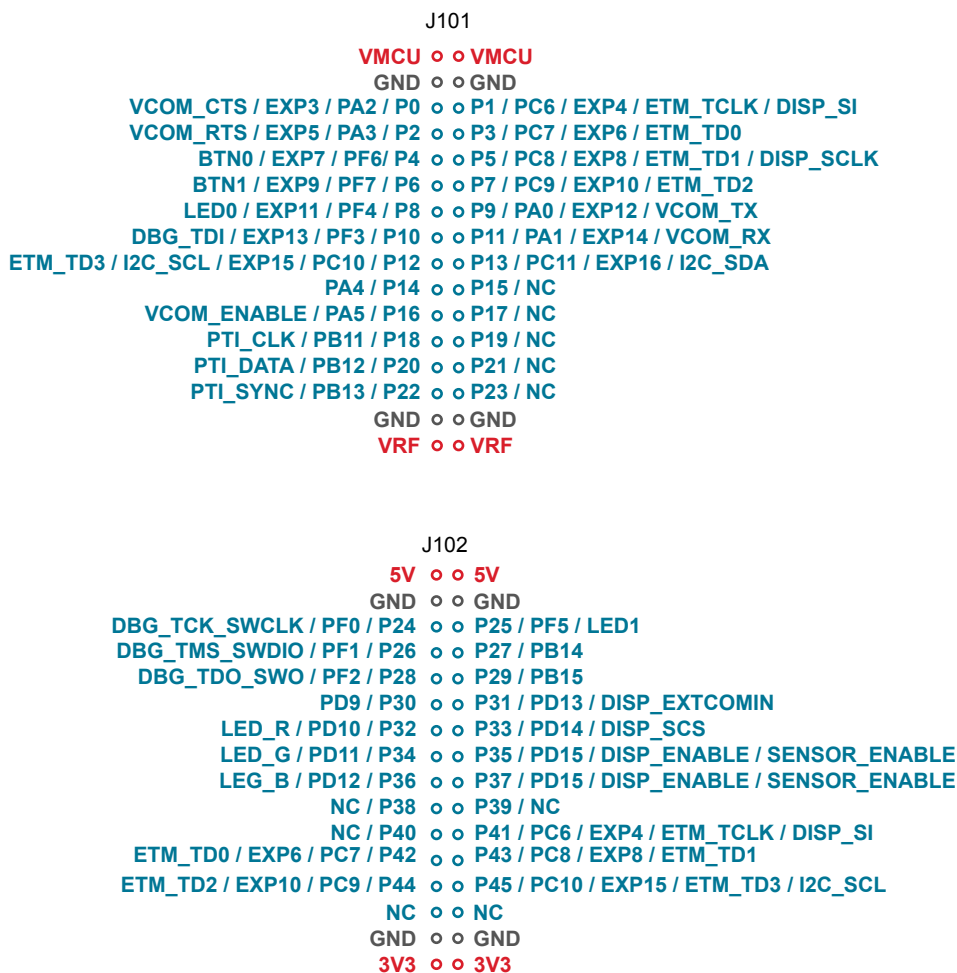 J101
VMCU VMCU
GND GND
VCOM_CTS / EXP3 / PA2 / P0 P1 / PC6 / EXP4 / ETM_TCLK / DISP_SI
VCOM_RTS / EXP5 / PA3 / P2 P3 / PC7 / EXP6 / ETM_TD0
BTN0 / EXP7 / PF6/ P4 P5 / PC8 / EXP8 / ETM_TD1 / DISP_SCLK
BTN1 / EXP9 / PF7 / P6 P7 / PC9 / EXP10 / ETM_TD2
LED0 / EXP11 / PF4 / P8 P9 / PA0 / EXP12 / VCOM_TX
DBG_TDI / EXP13 / PF3 / P10 P11 / PA1 / EXP14 / VCOM_RX
ETM_TD3 / I2C_SCL / EXP15 / PC10 / P12 P13 / PC11 / EXP16 / I2C_SDA
PA4 / P14 P15 / NC
VCOM_ENABLE / PA5 / P16 P17 / NC
PTI_CLK / PB11 / P18 P19 / NC
PTI_DATA / PB12 / P20 P21 / NC
PTI_SYNC / PB13 / P22 P23 / NC
GND GND
VRF VRF
J102
5V 5V
GND GND
DBG_TCK_SWCLK / PF0 / P24 P25 / PF5 / LED1
DBG_TMS_SWDIO / PF1 / P26 P27 / PB14
DBG_TDO_SWO / PF2 / P28 P29 / PB15
PD9 / P30 P31 / PD13 / DISP_EXTCOMIN
LED_R / PD10 / P32 P33 / PD14 / DISP_SCS
LED_G / PD11 / P34 P35 / PD15 / DISP_ENABLE / SENSOR_ENABLE
LEG_B / PD12 / P36 P37 / PD15 / DISP_ENABLE / SENSOR_ENABLE
NC / P38 P39 / NC
NC / P40 P41 / PC6 / EXP4 / ETM_TCLK / DISP_SI
ETM_TD0 / EXP6 / PC7 / P42 P43 / PC8 / EXP8 / ETM_TD1
ETM_TD2 / EXP10 / PC9 / P44 P45 / PC10 / EXP15 / ETM_TD3 / I2C_SCL
NC NC
GND GND
3V3 3V3